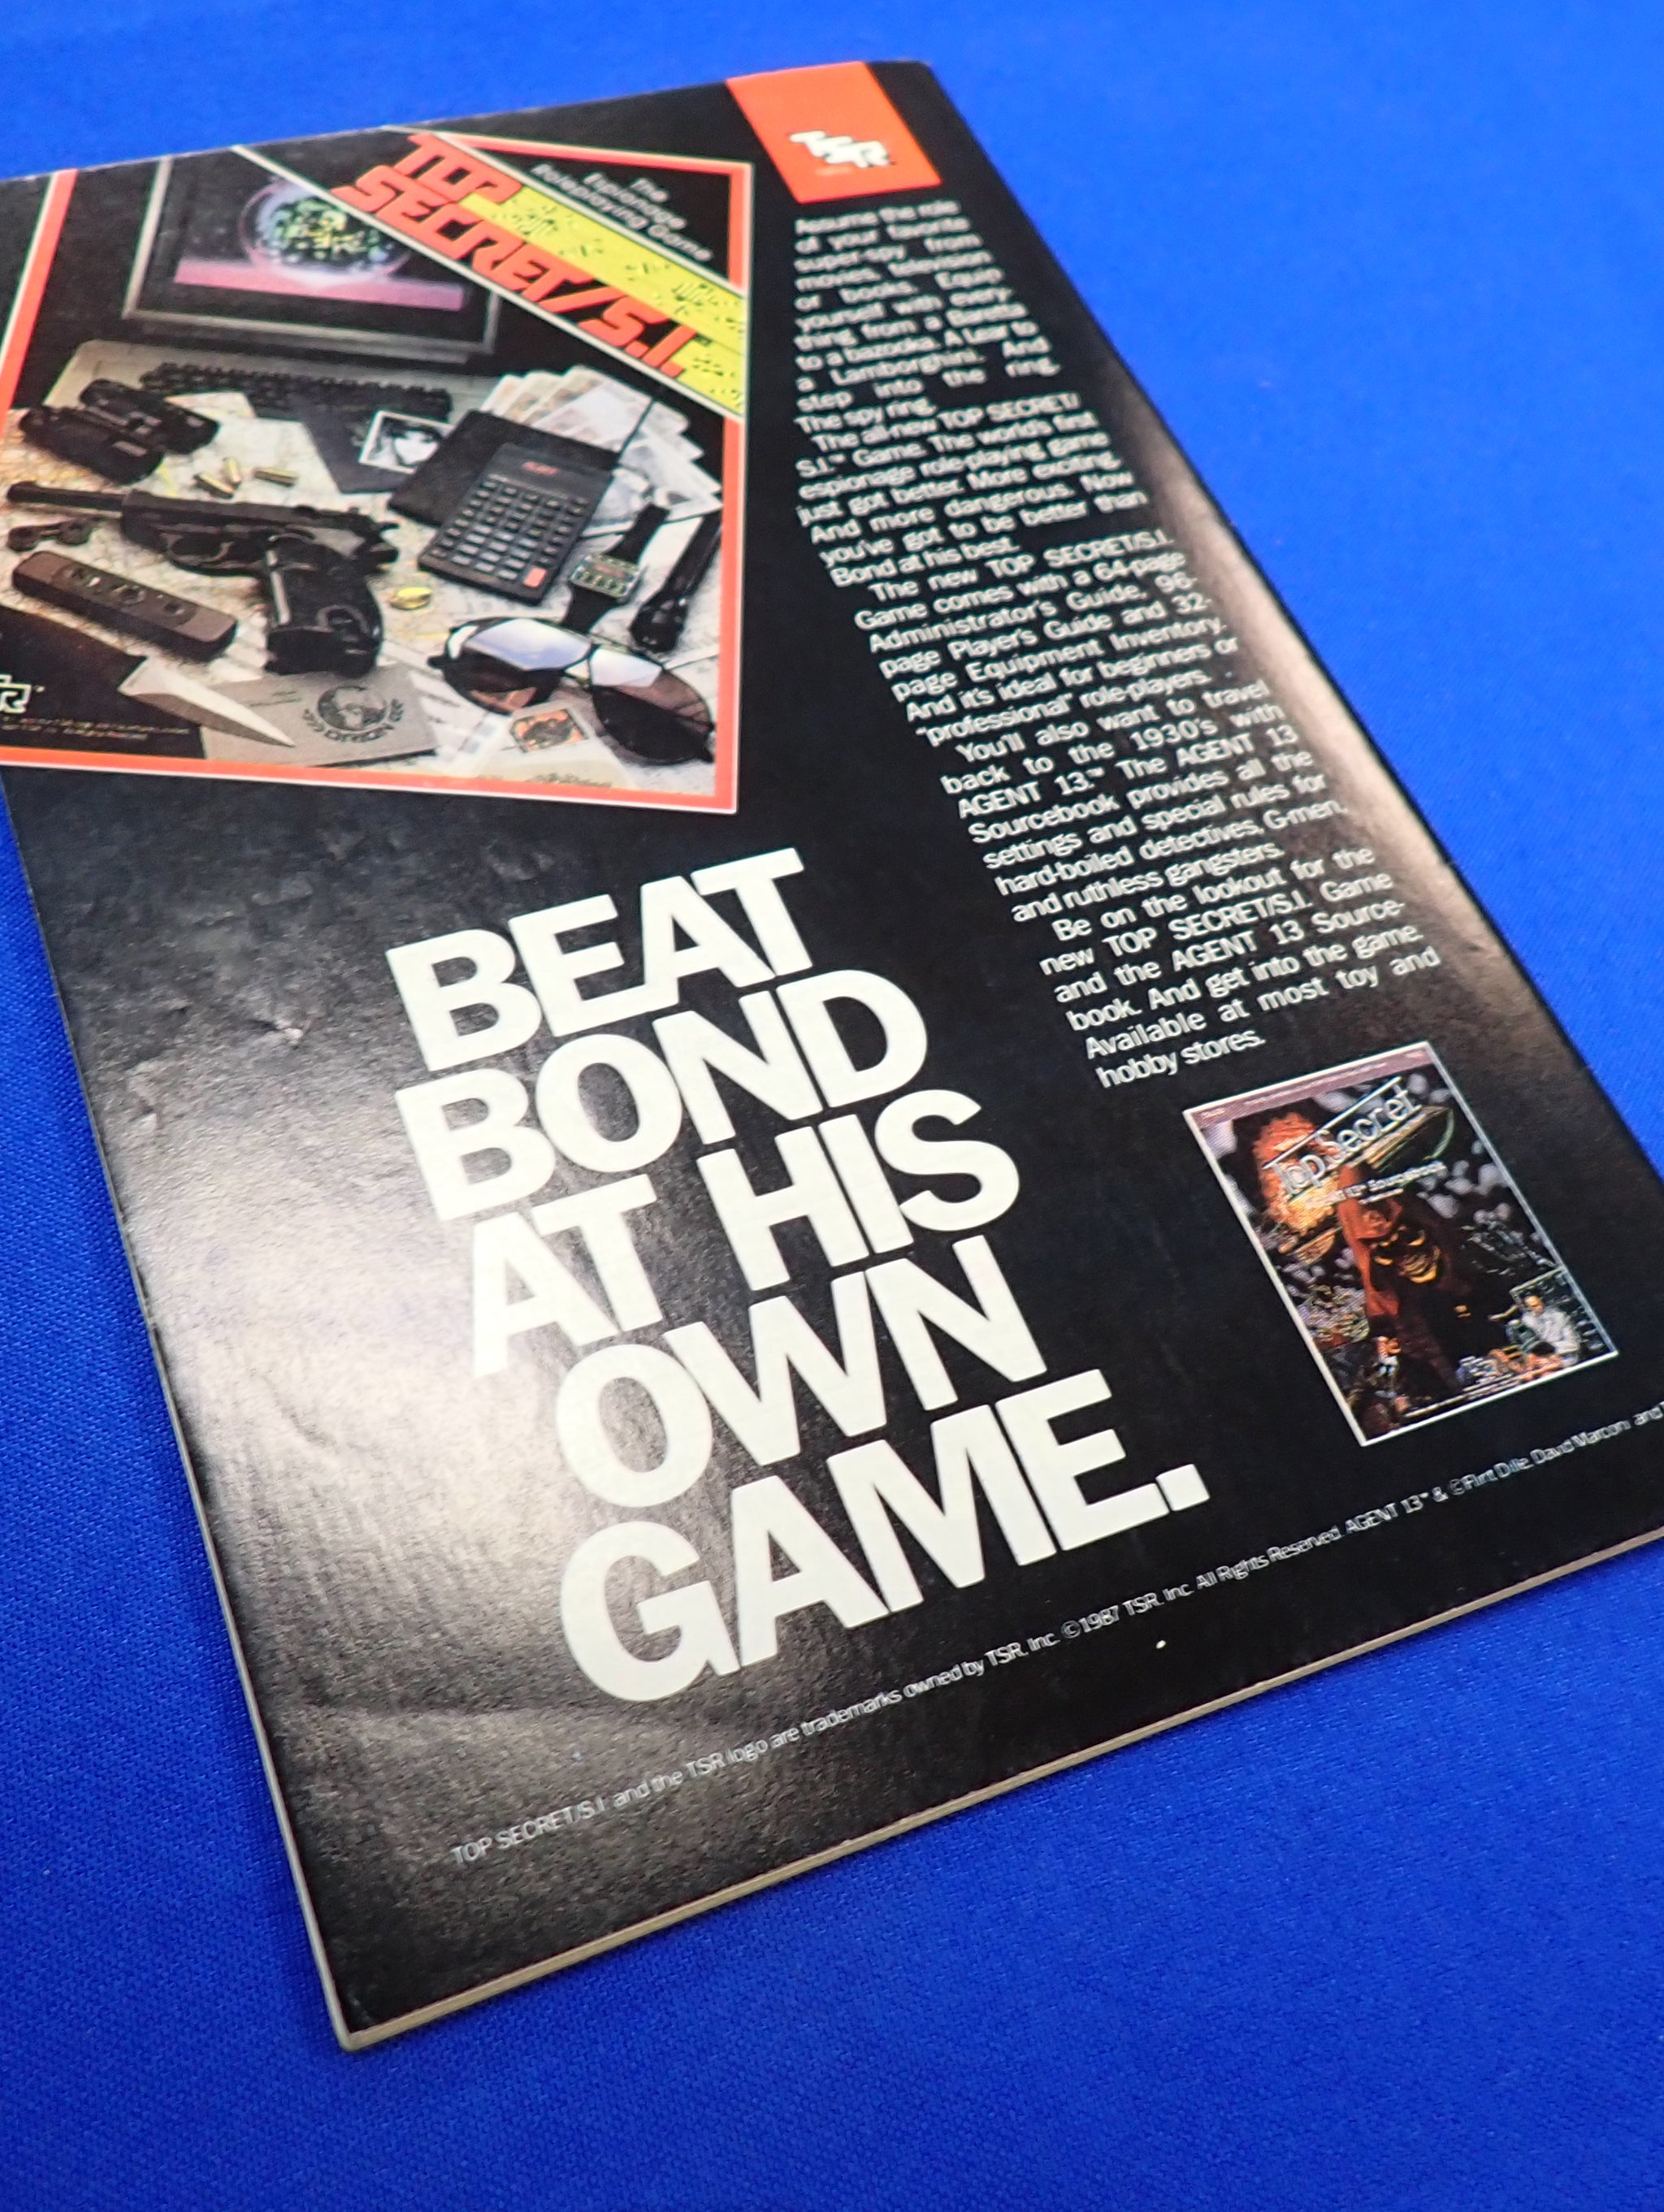 TSR
The
Espionage
Roleplaying Game
TOP
SECRET/S.I.
Assume the role
of your favorite
super-spy from
movies, television
or books. Equip
yourself with every-
thing from a Baretta
to a bazooka. A Lear to
a Lamborghini. And
step into the ring.
The spy ring.
The all-new TOP SECRET/
S.I.™ Game. The world's first
espionage role-playing game
just got better. More exciting.
And more dangerous. Now
you've got to be better than
Bond at his best.
The new TOP SECRET/S.I.
Game comes with a 64-page
Administrator's Guide, 96-
page Player's Guide and 32-
page Equipment Inventory.
And it's ideal for beginners or
"professional" role-players.
You'll also want to travel
back to the 1930's with
AGENT 13.™ The AGENT 13
Sourcebook provides all the
settings and special rules for
hard-boiled detectives, G-men,
and ruthless gangsters.
Be on the lookout for the
new TOP SECRET/S.I. Game
and the AGENT 13 Source-
book. And get into the game.
Available at most toy and
hobby stores.
BEAT
BOND
AT HIS
OWN
GAME.
Top Secret
TOP SECRET/S.I. and the TSR logo are trademarks owned by TSR, Inc. ©1987 TSR, Inc. All Rights Reserved. AGENT 13™ & ©Flint Dille, David Marconi and